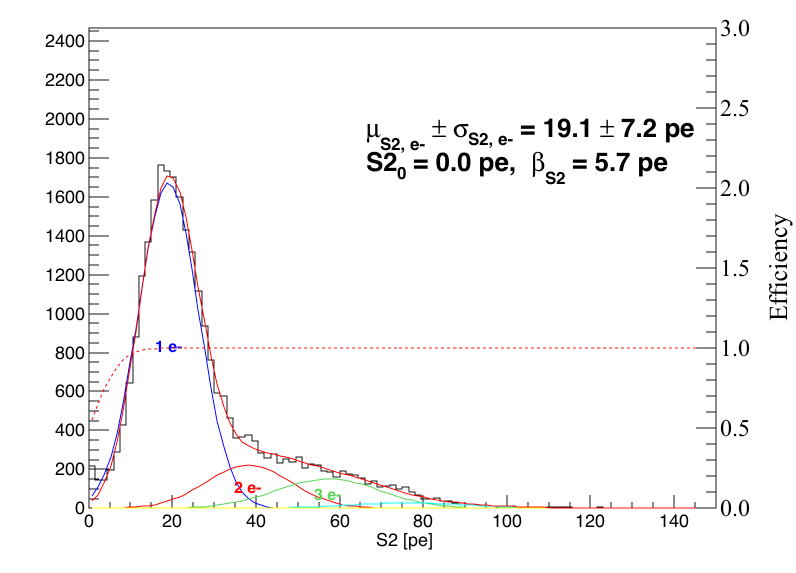 2400
2200
2000
1800
1600
1400
1200
1000
800
600
400
200
0
3.0
2.5
2.0
1.5
1.0
0.5
0.0
Efficiency
μS2, e- ± σS2, e- = 19.1 ± 7.2 pe
S20 = 0.0 pe, βS2 = 5.7 pe
1 e-
2 e-
3 e-
0 20 40 60 80 100 120 140
S2 [pe]